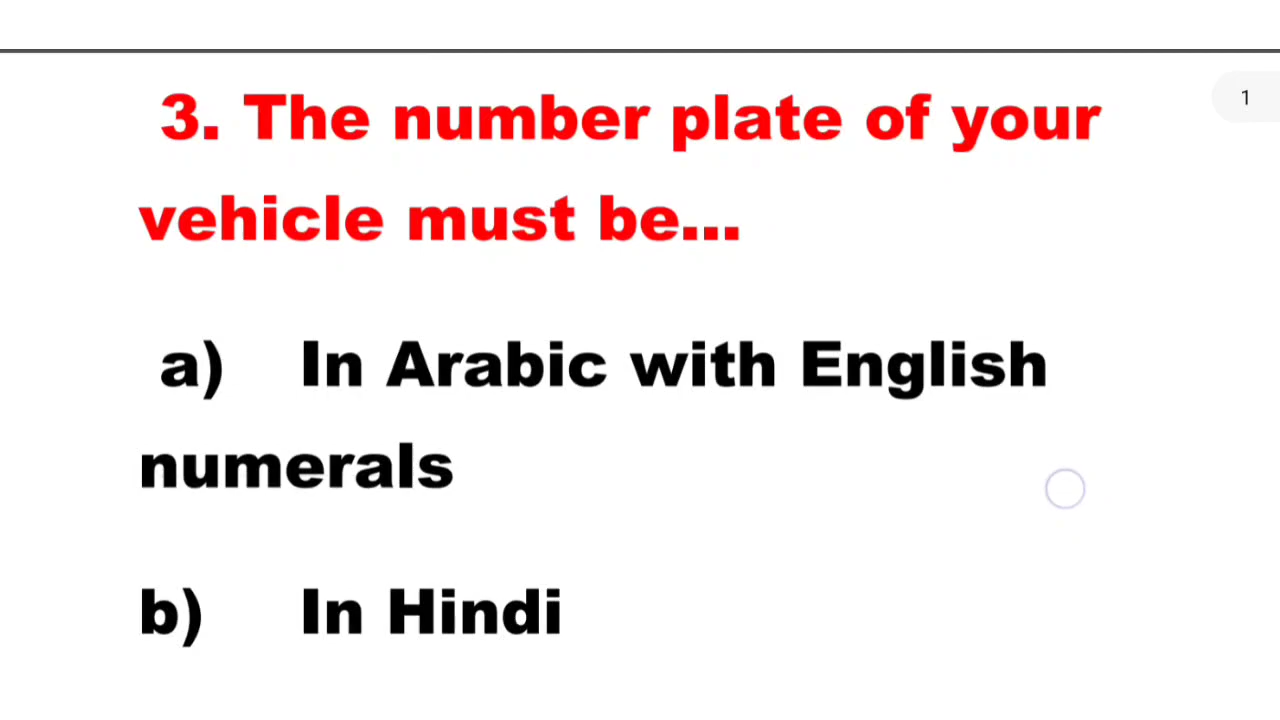 3. The number plate of your
1
vehicle must be...
a) In Arabic with English
numerals
b) In Hindi